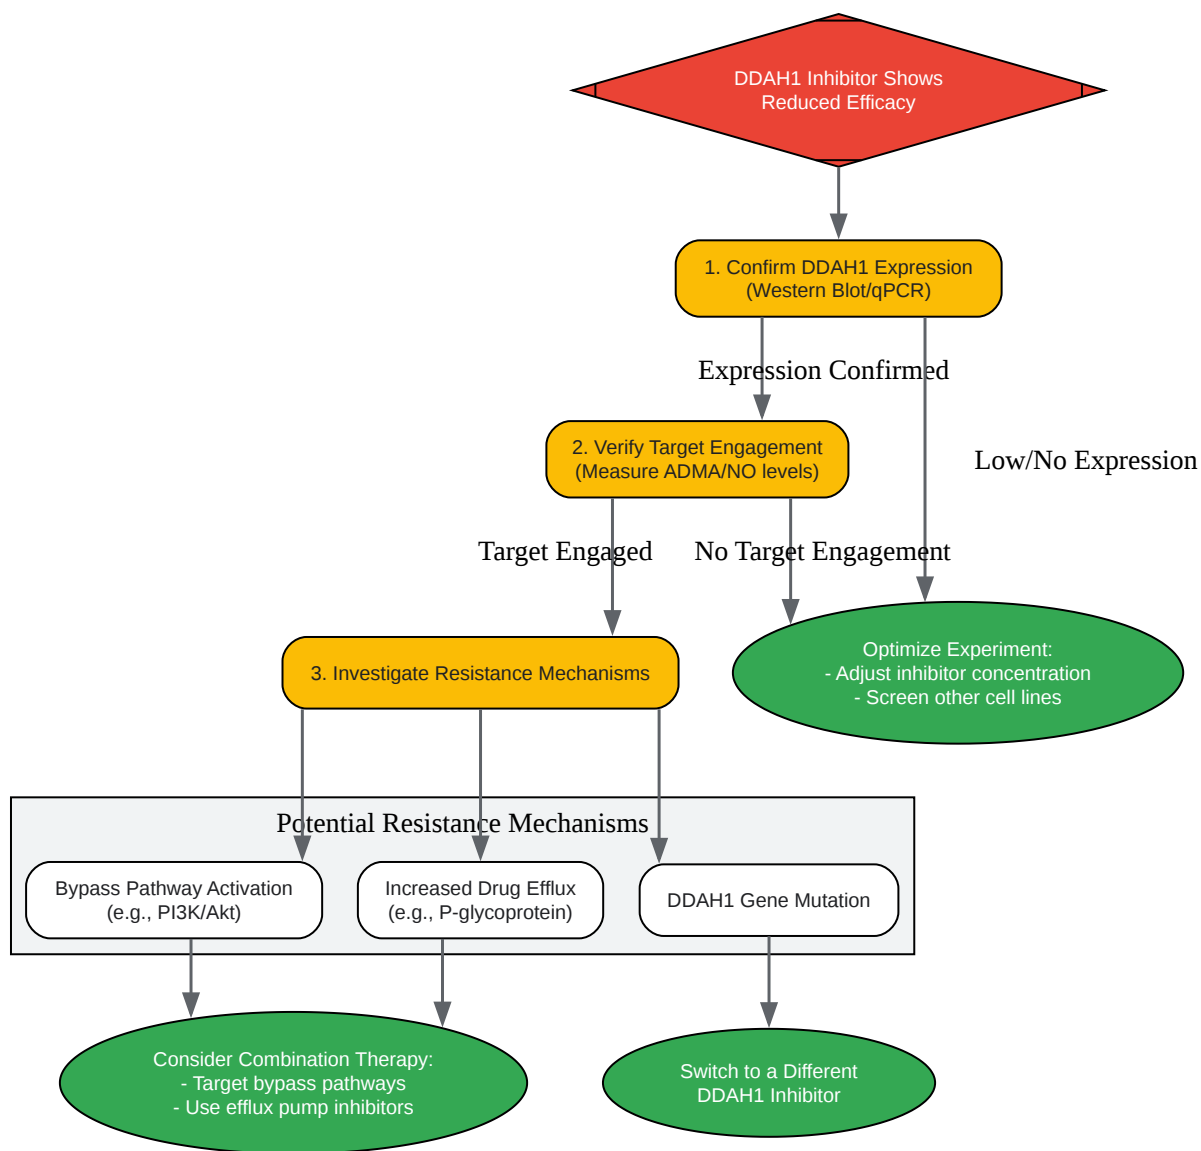 DDAH1 Inhibitor Shows
Reduced Efficacy
1. Confirm DDAH1 Expression
(Western Blot/qPCR)
Expression Confirmed
2. Verify Target Engagement
(Measure ADMA/NO levels)
Low/No Expression
Target Engaged
No Target Engagement
3. Investigate Resistance Mechanisms
Optimize Experiment:
- Adjust inhibitor concentration
- Screen other cell lines
Potential Resistance Mechanisms
Bypass Pathway Activation
(e.g., PI3K/Akt)
Increased Drug Efflux
(e.g., P-glycoprotein)
DDAH1 Gene Mutation
Consider Combination Therapy:
- Target bypass pathways
- Use efflux pump inhibitors
Switch to a Different
DDAH1 Inhibitor